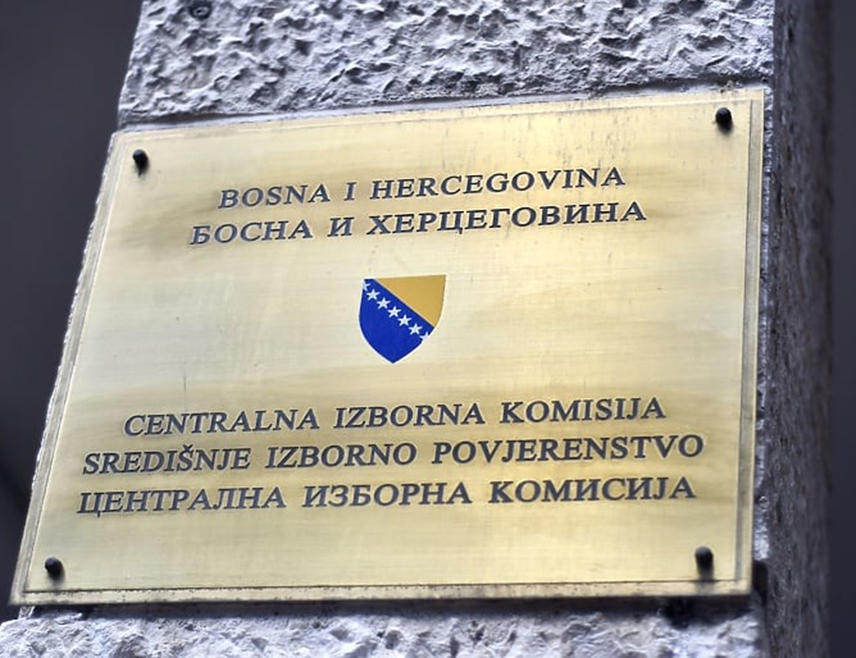 BOSNA I HERCEGOVINA
БОСНА И ХЕРЦЕГОВИНА
CENTRALNA IZBORNA KOMISIJA
SREDIŠNJE IZBORNO POVJERENSTVO
ЦЕНТРАЛНА ИЗБОРНА КОМИСИЈА